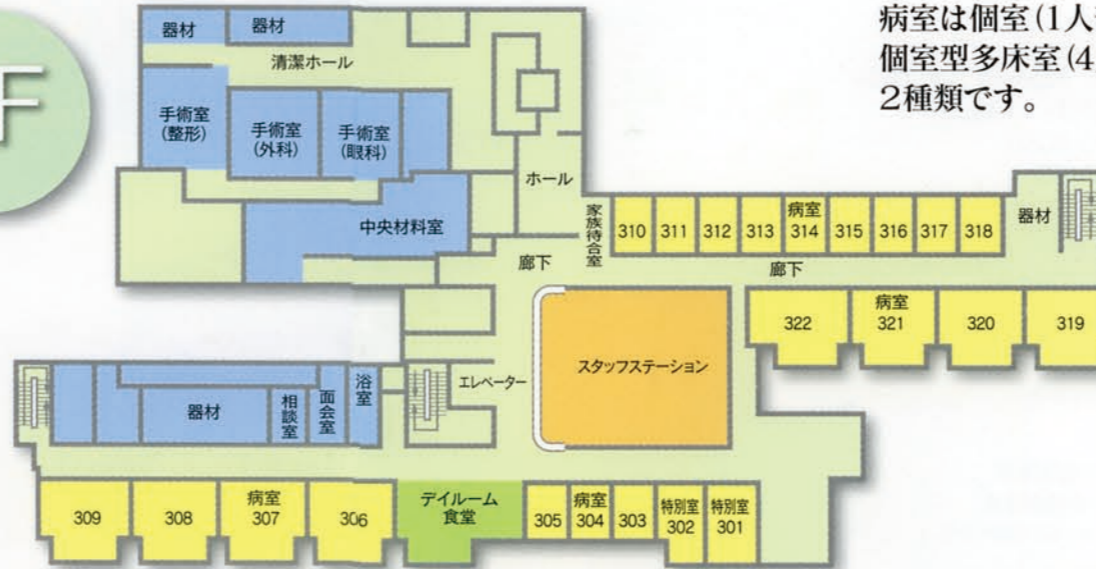 F
病室は個室(1人
個室型多床室(4
2種類です。
器材
器材
清潔ホール
手術室
(整形)
手術室
(外科)
手術室
(眼科)
中央材料室
ホール
家族待合室
310
311
312
313
病室
314
315
316
317
318
器材
廊下
廊下
322
病室
321
320
319
スタッフステーション
エレベーター
器材
相談室
面会室
浴室
309
308
病室
307
306
デイルーム
食堂
305
病室
304
303
特別室
302
特別室
301